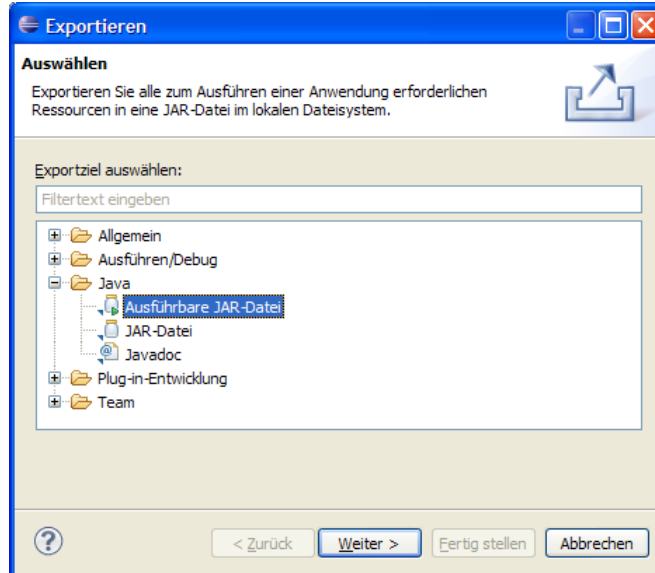 Exportieren
Auswählen
Exportieren Sie alle zum Ausführen einer Anwendung erforderlichen
Ressourcen in eine JAR-Datei im lokalen Dateisystem.
Exportziel auswählen:
Filtertext eingeben
Allgemein
Ausführen/Debug
Java
Ausführbare JAR-Datei
JAR-Datei
Javadoc
Plug-in-Entwicklung
Team
< Zurück Weiter > Fertig stellen Abbrechen